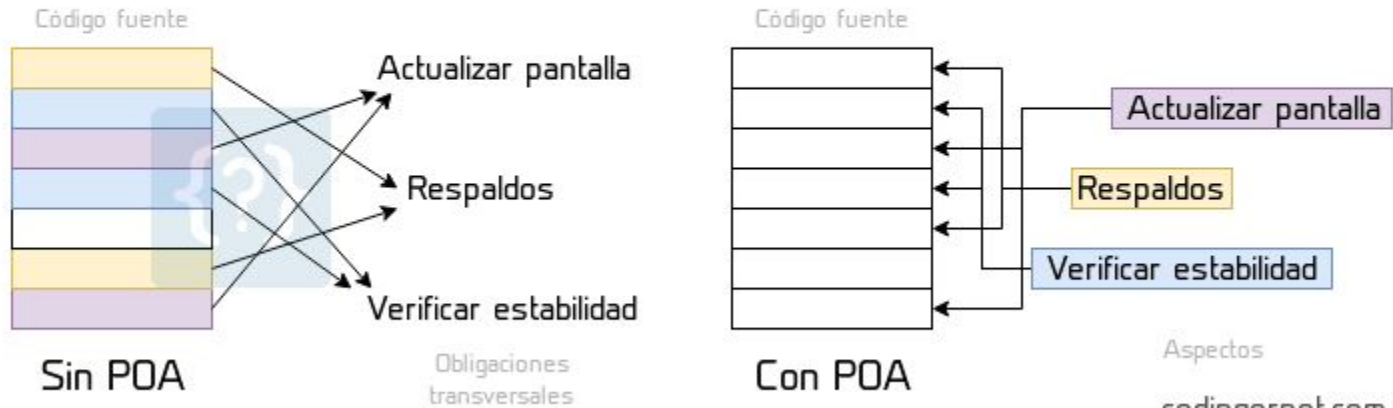 Código fuente
Actualizar pantalla
Respaldos
Verificar estabilidad
Obligaciones
transversales
Sin POA
Código fuente
Actualizar pantalla
Respaldos
Verificar estabilidad
Aspectos
Con POA
{?}